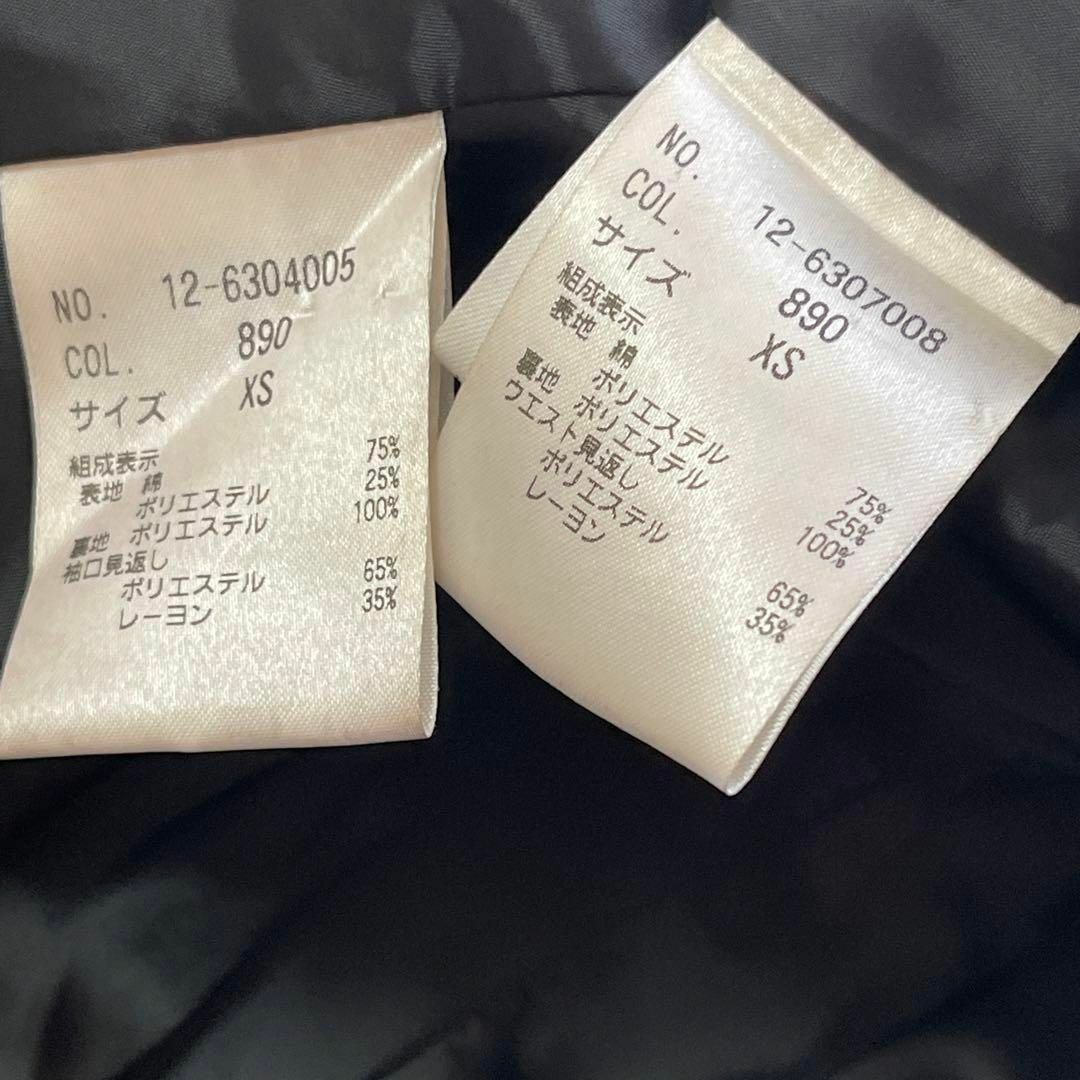 NO. 12-6304005
COL. 890
サイズ XS
組成表示
表地 綿 75%
ポリエステル 25%
裏地 ポリエステル 100%
袖口見返し
ポリエステル 65%
レーヨン 35%
NO. 12-6307008
COL. 890
サイズ XS
組成表示
表地 綿 75%
ポリエステル 25%
裏地 ポリエステル 100%
ウエスト見返し
ポリエステル 65%
レーヨン 35%